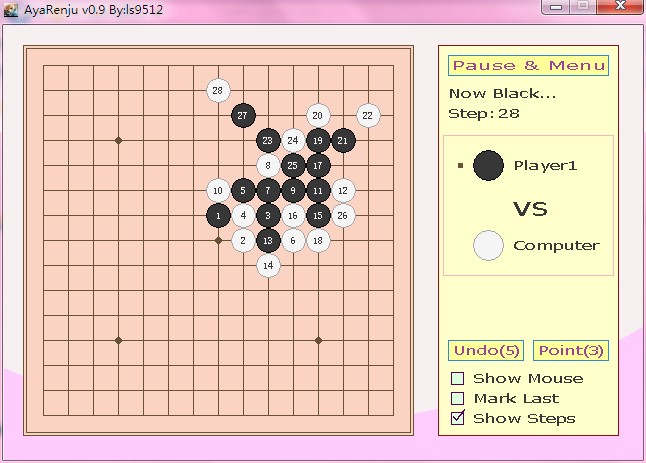 AyaRenju v0.9 By:ls9512
Pause & Menu
Now Black...
Step:28
Player1
VS
Computer
Undo(5) Point(3)
Show Mouse
Mark Last
Show Steps
28
27 20 22
23 24 19 21
8 25 17
10 5 7 9 11 12
1 4 3 16 15 26
2 13 6 18
14